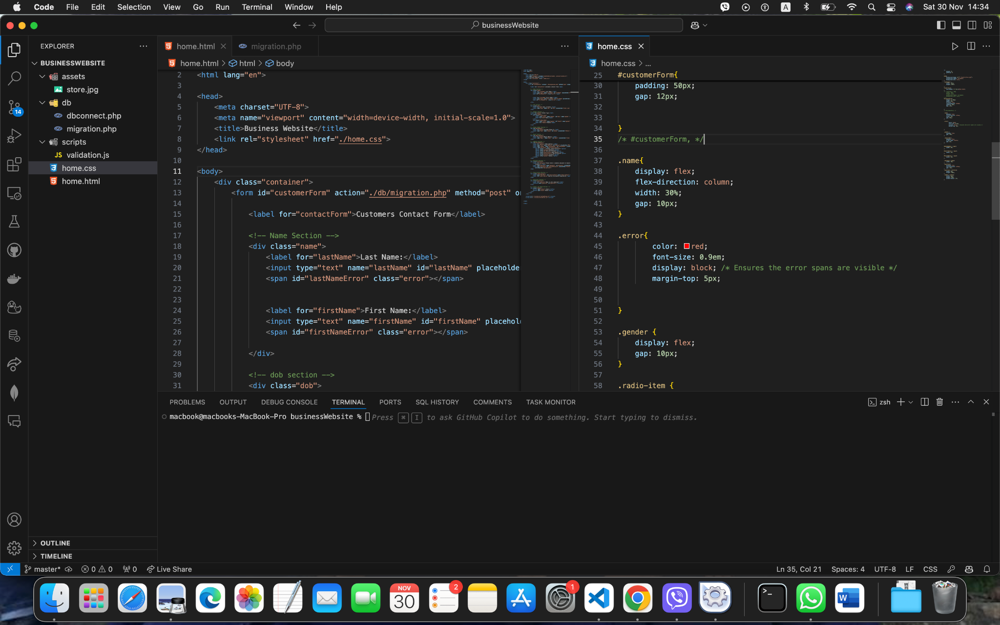 Code File Edit Selection View Go Run Terminal Window Help
A
Sat 30 Nov 14:34
businessWebsite
EXPLORER
BUSINESSWEBSITE
assets
store.jpg
db
dbconnect.php
migration.php
scripts
JS validation.js
home.css
home.html
OUTLINE
TIMELINE
14
home.html
migration.php
home.html > html > body
2 <html lang="en">
3
4 <head>
5 <meta charset="UTF-8">
6 <meta name="viewport" content="width=device-width, initial-scale=1.0">
7 <title>Business Website</title>
8 <link rel="stylesheet" href="./home.css">
9 </head>
10
11 <body>
12 <div class="container">
13 <form id="customerForm" action="./db/migration.php" method="post" o
14
15 <label for="contactForm">Customers Contact Form</label>
16
17 <!-- Name Section -->
18 <div class="name">
19 <label for="lastName">Last Name:</label>
20 <input type="text" name="lastName" id="lastName" placeholde
21 <span id="lastNameError" class="error"></span>
22
23
24 <label for="firstName">First Name:</label>
25 <input type="text" name="firstName" id="firstName" placehol
26 <span id="firstNameError" class="error"></span>
27
28 </div>
29
30 <!-- dob section -->
31 <div class="dob">
home.css
home.css > ...
25 #customerForm{
30 padding: 50px;
31 gap: 12px;
32
33
34 }
35 /* #customerForm, */
36
37 .name{
38 display: flex;
39 flex-direction: column;
40 width: 30%;
41 gap: 10px;
42 }
43
44 .error{
45 color: red;
46 font-size: 0.9em;
47 display: block; /* Ensures the error spans are visible */
48 margin-top: 5px;
49
50
51 }
52
53 .gender {
54 display: flex;
55 gap: 10px;
56 }
57
58 .radio-item {
PROBLEMS OUTPUT DEBUG CONSOLE TERMINAL PORTS SQL HISTORY COMMENTS TASK MONITOR
zsh
macbook@macbooks-MacBook-Pro businessWebsite % Press ⌘ I to ask GitHub Copilot to do something. Start typing to dismiss.
master* 0 0 0 Live Share
Ln 35, Col 21 Spaces: 4 UTF-8 LF CSS
NOV
30
2
1
W